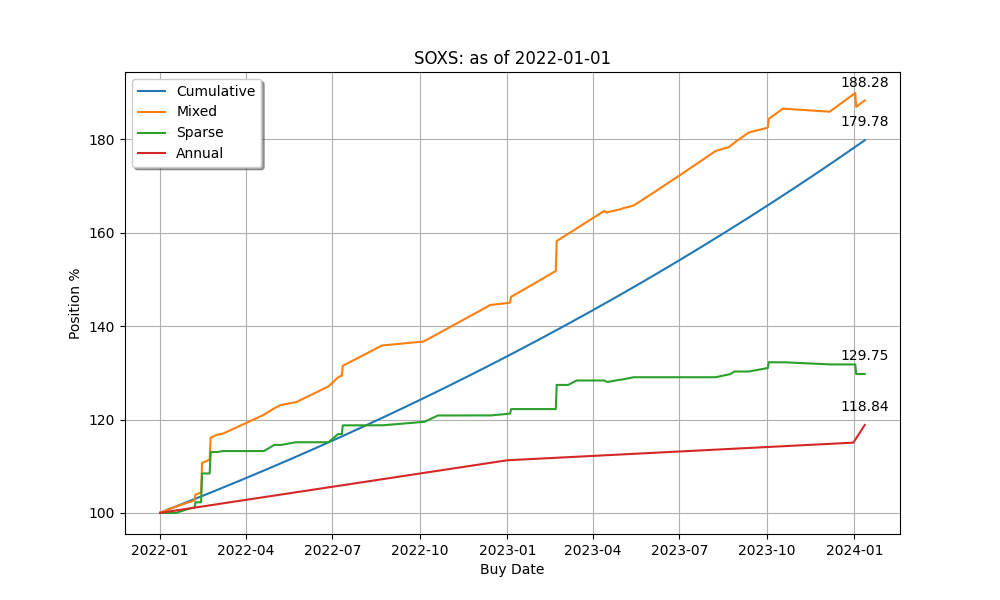 SOXS: as of 2022-01-01
Cumulative
Mixed
Sparse
Annual
188.28
179.78
129.75
118.84
Position %
180
160
140
120
100
2022-01 2022-04 2022-07 2022-10 2023-01 2023-04 2023-07 2023-10 2024-01
Buy Date